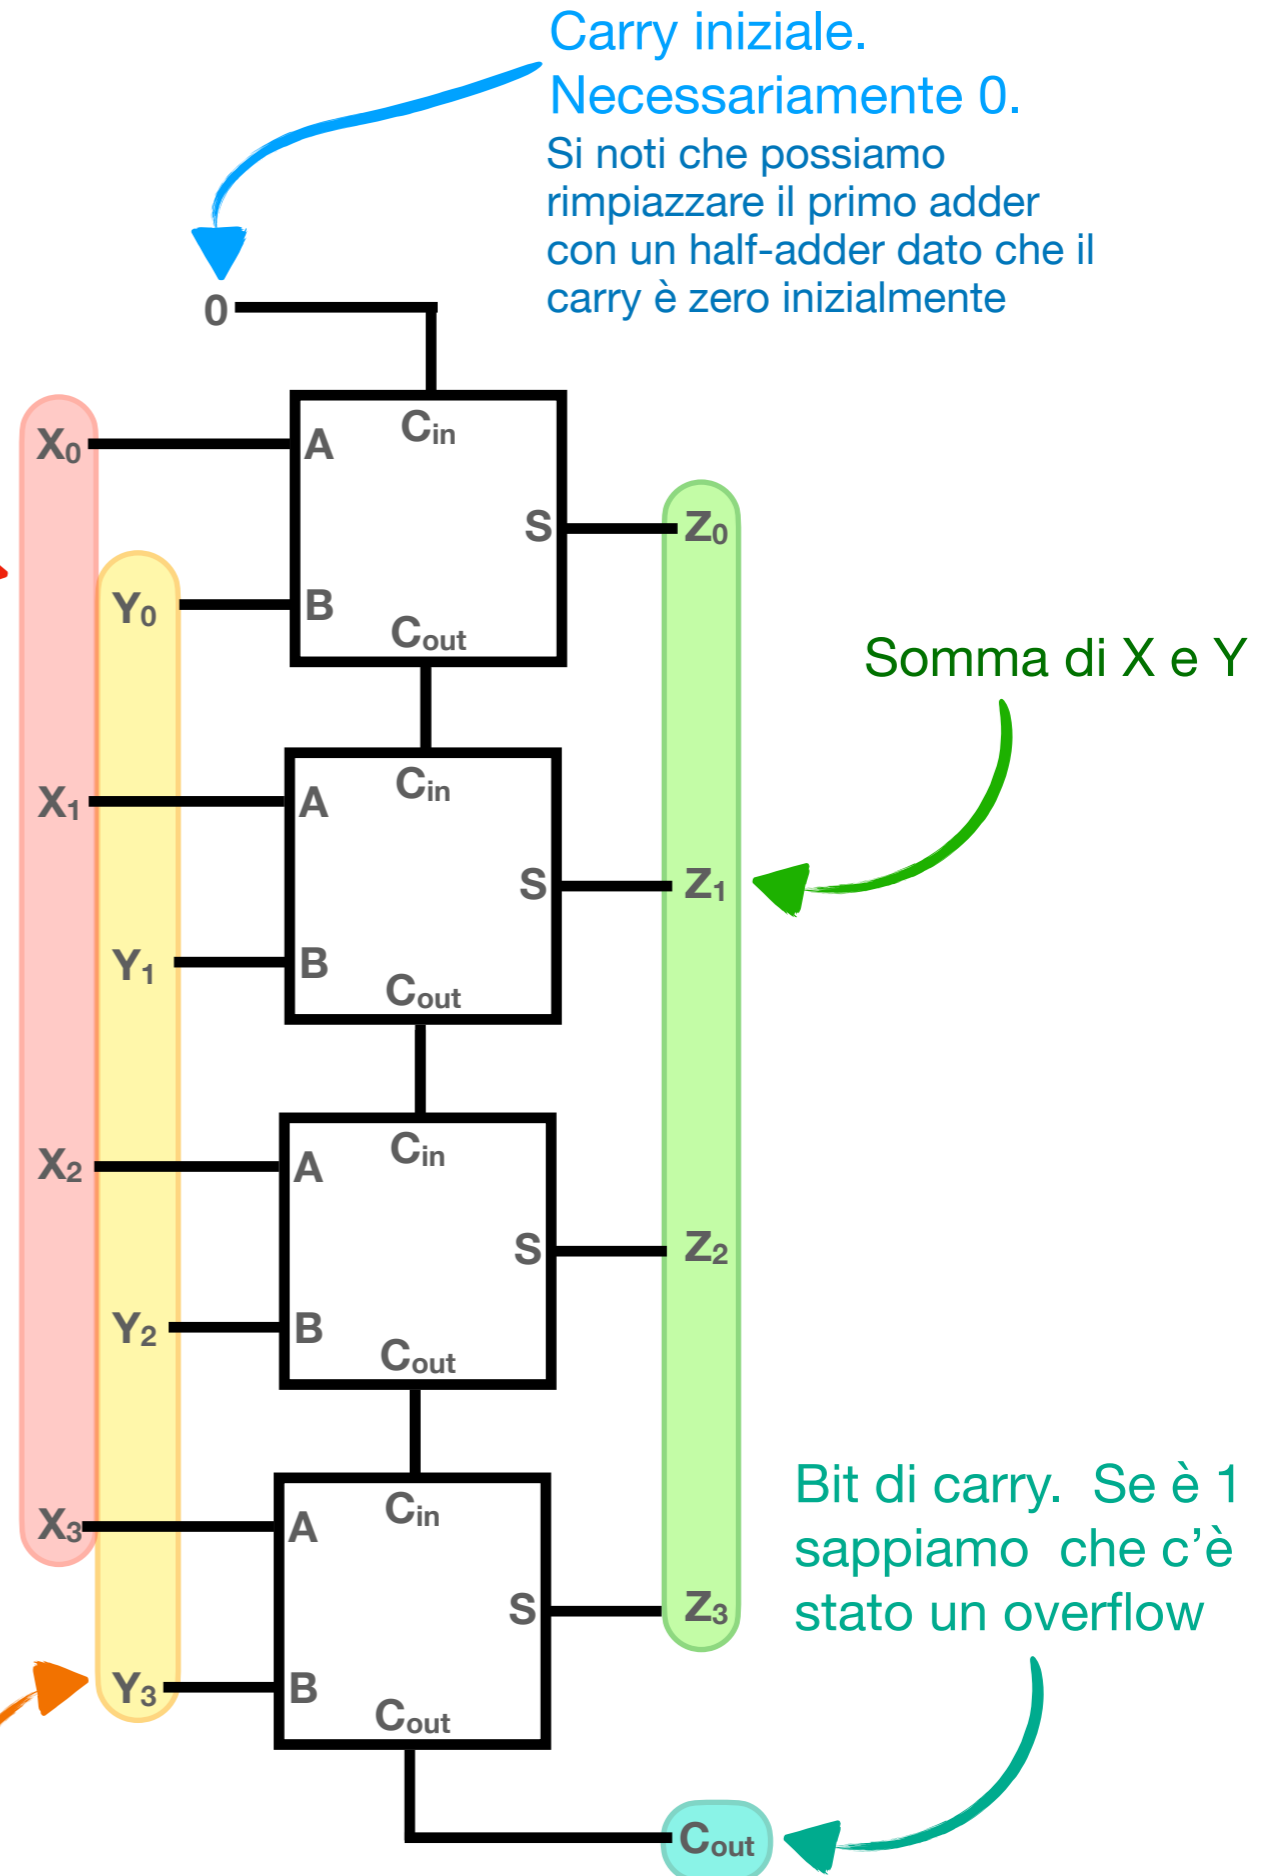 Carry iniziale.
Necessariamente 0.
Si noti che possiamo
rimpiazzare il primo adder
con un half-adder dato che il
carry è zero inizialmente
0
X0 A Cin
S Z0
Y0 B
Cout
Somma di X e Y
X1 A Cin
S Z1
Y1 B
Cout
X2 A Cin
S Z2
Y2 B
Cout
Bit di carry. Se è 1
sappiamo che c'è
stato un overflow
X3 A Cin
S Z3
Y3 B
Cout
Cout